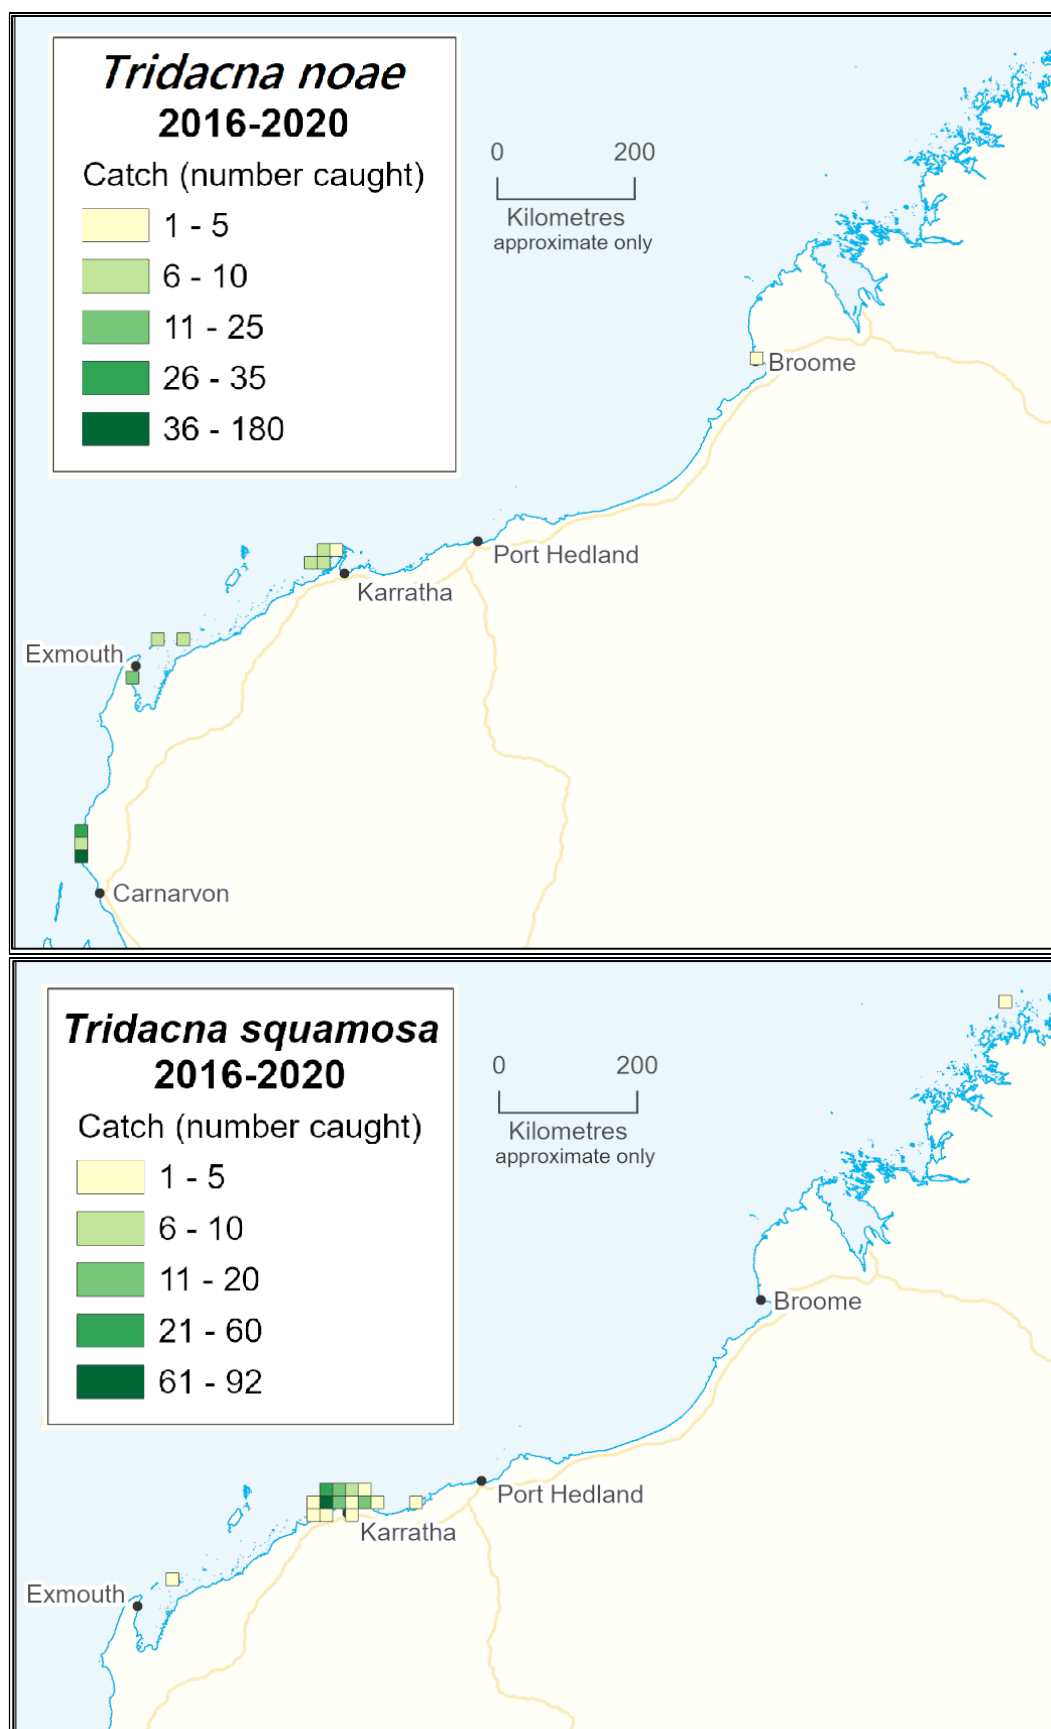 Tridacna noae
2016-2020
Catch (number caught)
1 - 5
6 - 10
11 - 25
26 - 35
36 - 180
0 200
Kilometres
approximate only
Broome
Port Hedland
Karratha
Exmouth
Carnarvon
Tridacna squamosa
2016-2020
Catch (number caught)
1 - 5
6 - 10
11 - 20
21 - 60
61 - 92
0 200
Kilometres
approximate only
Broome
Port Hedland
Karratha
Exmouth